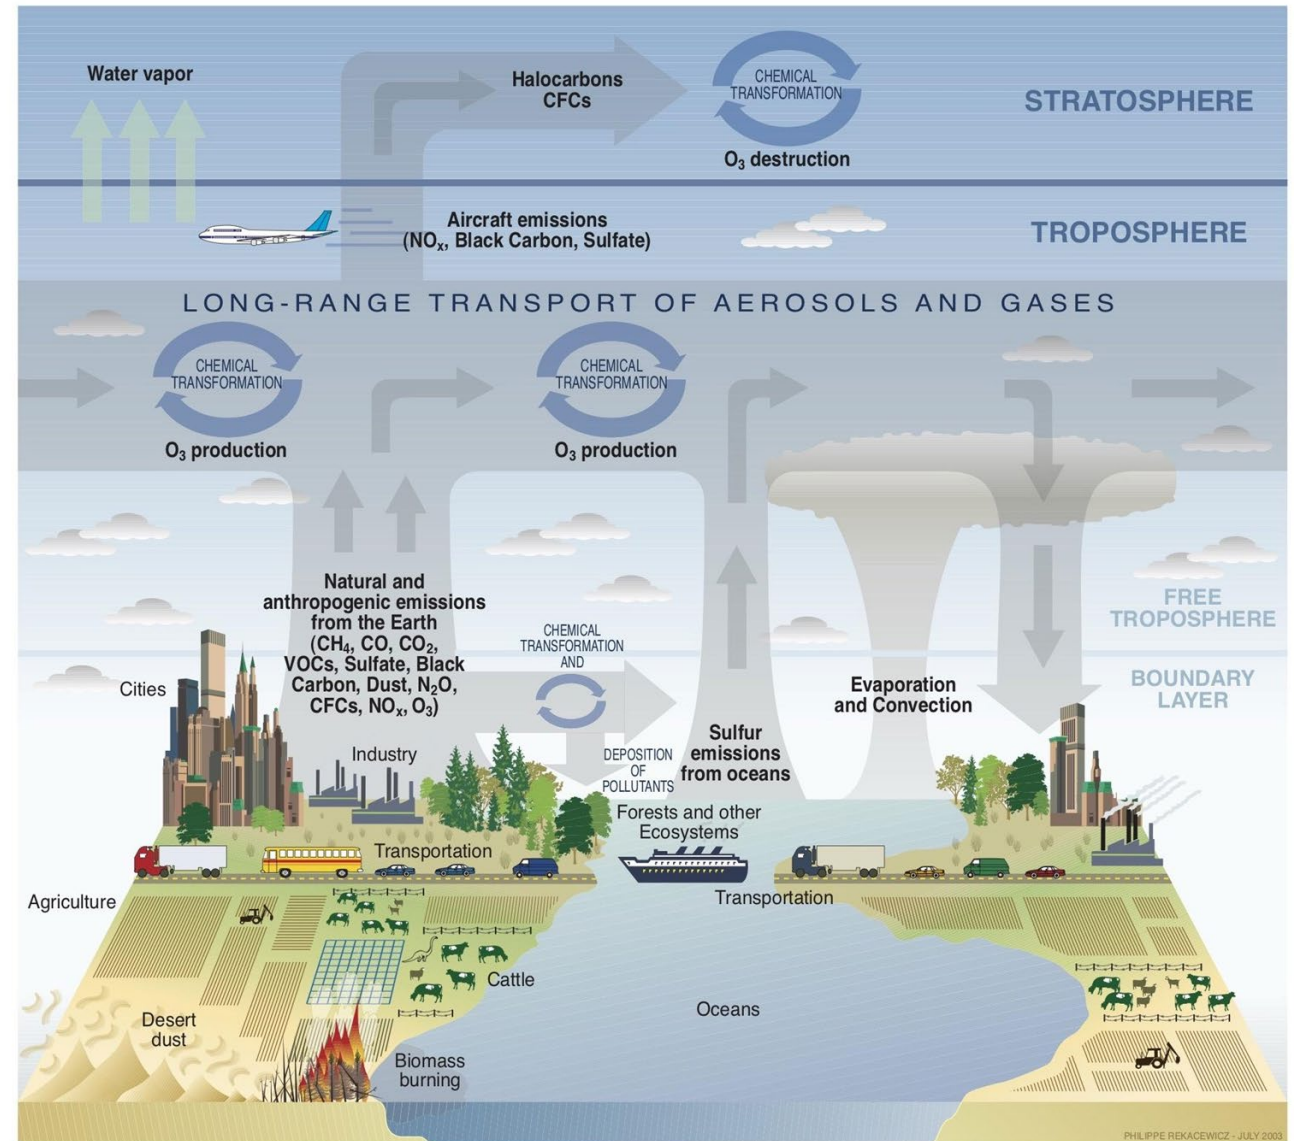 Water vapor
Halocarbons
CFCs
CHEMICAL
TRANSFORMATION
O₃ destruction
STRATOSPHERE
Aircraft emissions
(NOₓ, Black Carbon, Sulfate)
TROPOSPHERE
LONG-RANGE TRANSPORT OF AEROSOLS AND GASES
CHEMICAL
TRANSFORMATION
O₃ production
CHEMICAL
TRANSFORMATION
O₃ production
Natural and
anthropogenic emissions
from the Earth
(CH₄, CO, CO₂,
VOCs, Sulfate, Black
Carbon, Dust, N₂O,
CFCs, NOₓ, O₃)
CHEMICAL
TRANSFORMATION
AND
DEPOSITION
OF
POLLUTANTS
FREE
TROPOSPHERE
BOUNDARY
LAYER
Evaporation
and Convection
Sulfur
emissions
from oceans
Cities
Industry
Forests and other
Ecosystems
Transportation
Transportation
Agriculture
Cattle
Oceans
Desert
dust
Biomass
burning
PHILIPPE REKACEWICZ - JULY 2003